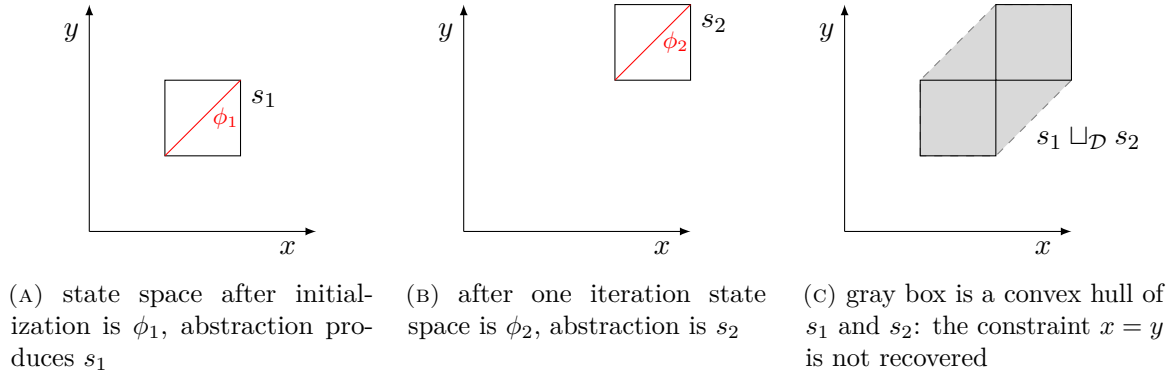 y
s₁
ϕ₁
x
y
s₂
ϕ₂
x
y
s₁ ⊔_𝒟 s₂
x
(A) state space after initial-
ization is ϕ₁, abstraction pro-
duces s₁
(B) after one iteration state
space is ϕ₂, abstraction is s₂
(C) gray box is a convex hull of
s₁ and s₂: the constraint x = y
is not recovered